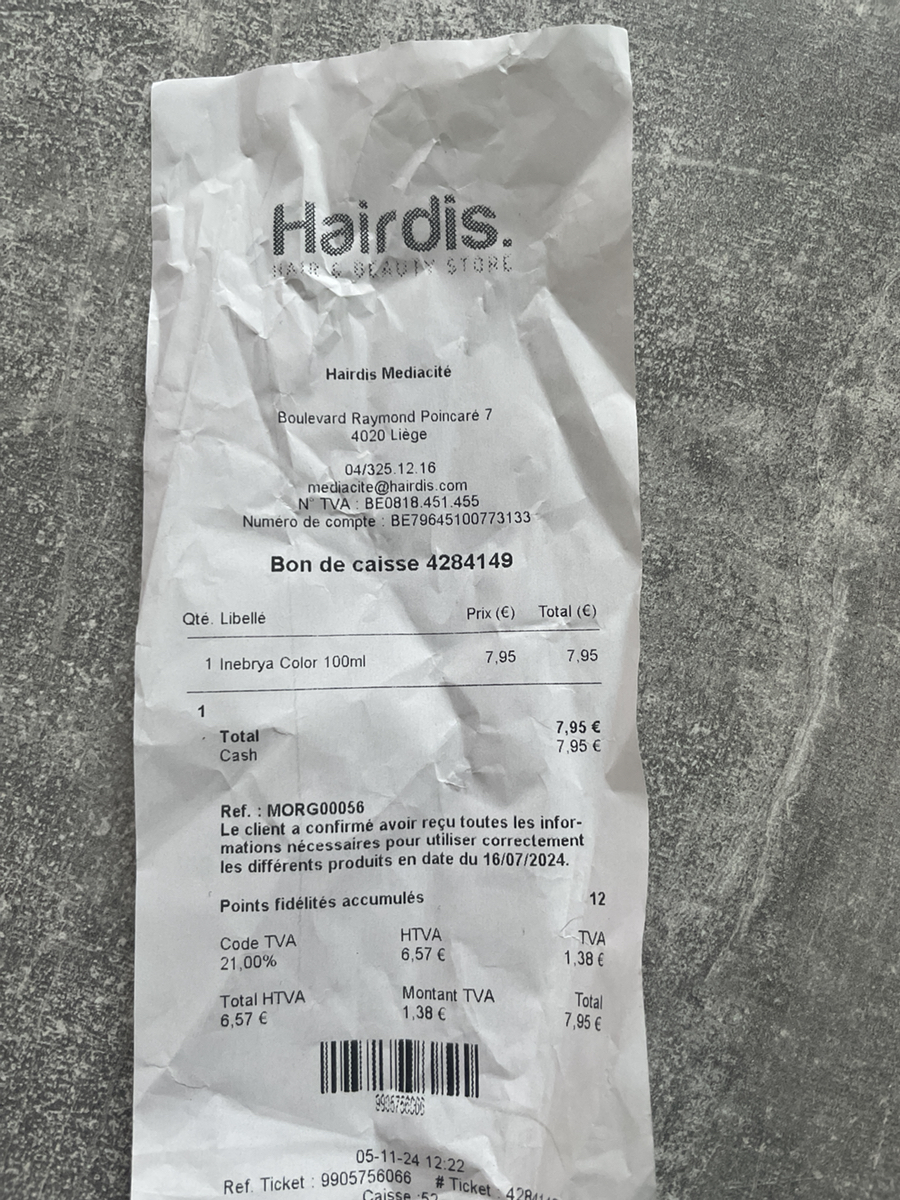 Hairdis.
HAIR & BEAUTY STORE
Hairdis Mediacité
Boulevard Raymond Poincaré 7
4020 Liège
04/325.12.16
mediacite@hairdis.com
N° TVA : BE0818.451.455
Numéro de compte : BE79645100773133
Bon de caisse 4284149
Qté. Libellé Prix (€) Total (€)
1 Inebrya Color 100ml 7,95 7,95
1
Total 7,95 €
Cash 7,95 €
Ref. : MORG00056
Le client a confirmé avoir reçu toutes les infor-
mations nécessaires pour utiliser correctement
les différents produits en date du 16/07/2024.
Points fidélités accumulés 12
Code TVA HTVA TVA
21,00% 6,57 € 1,38 €
Total HTVA Montant TVA Total
6,57 € 1,38 € 7,95 €
05-11-24 12:22
Ref. Ticket : 9905756066 # Ticket :
Caisse